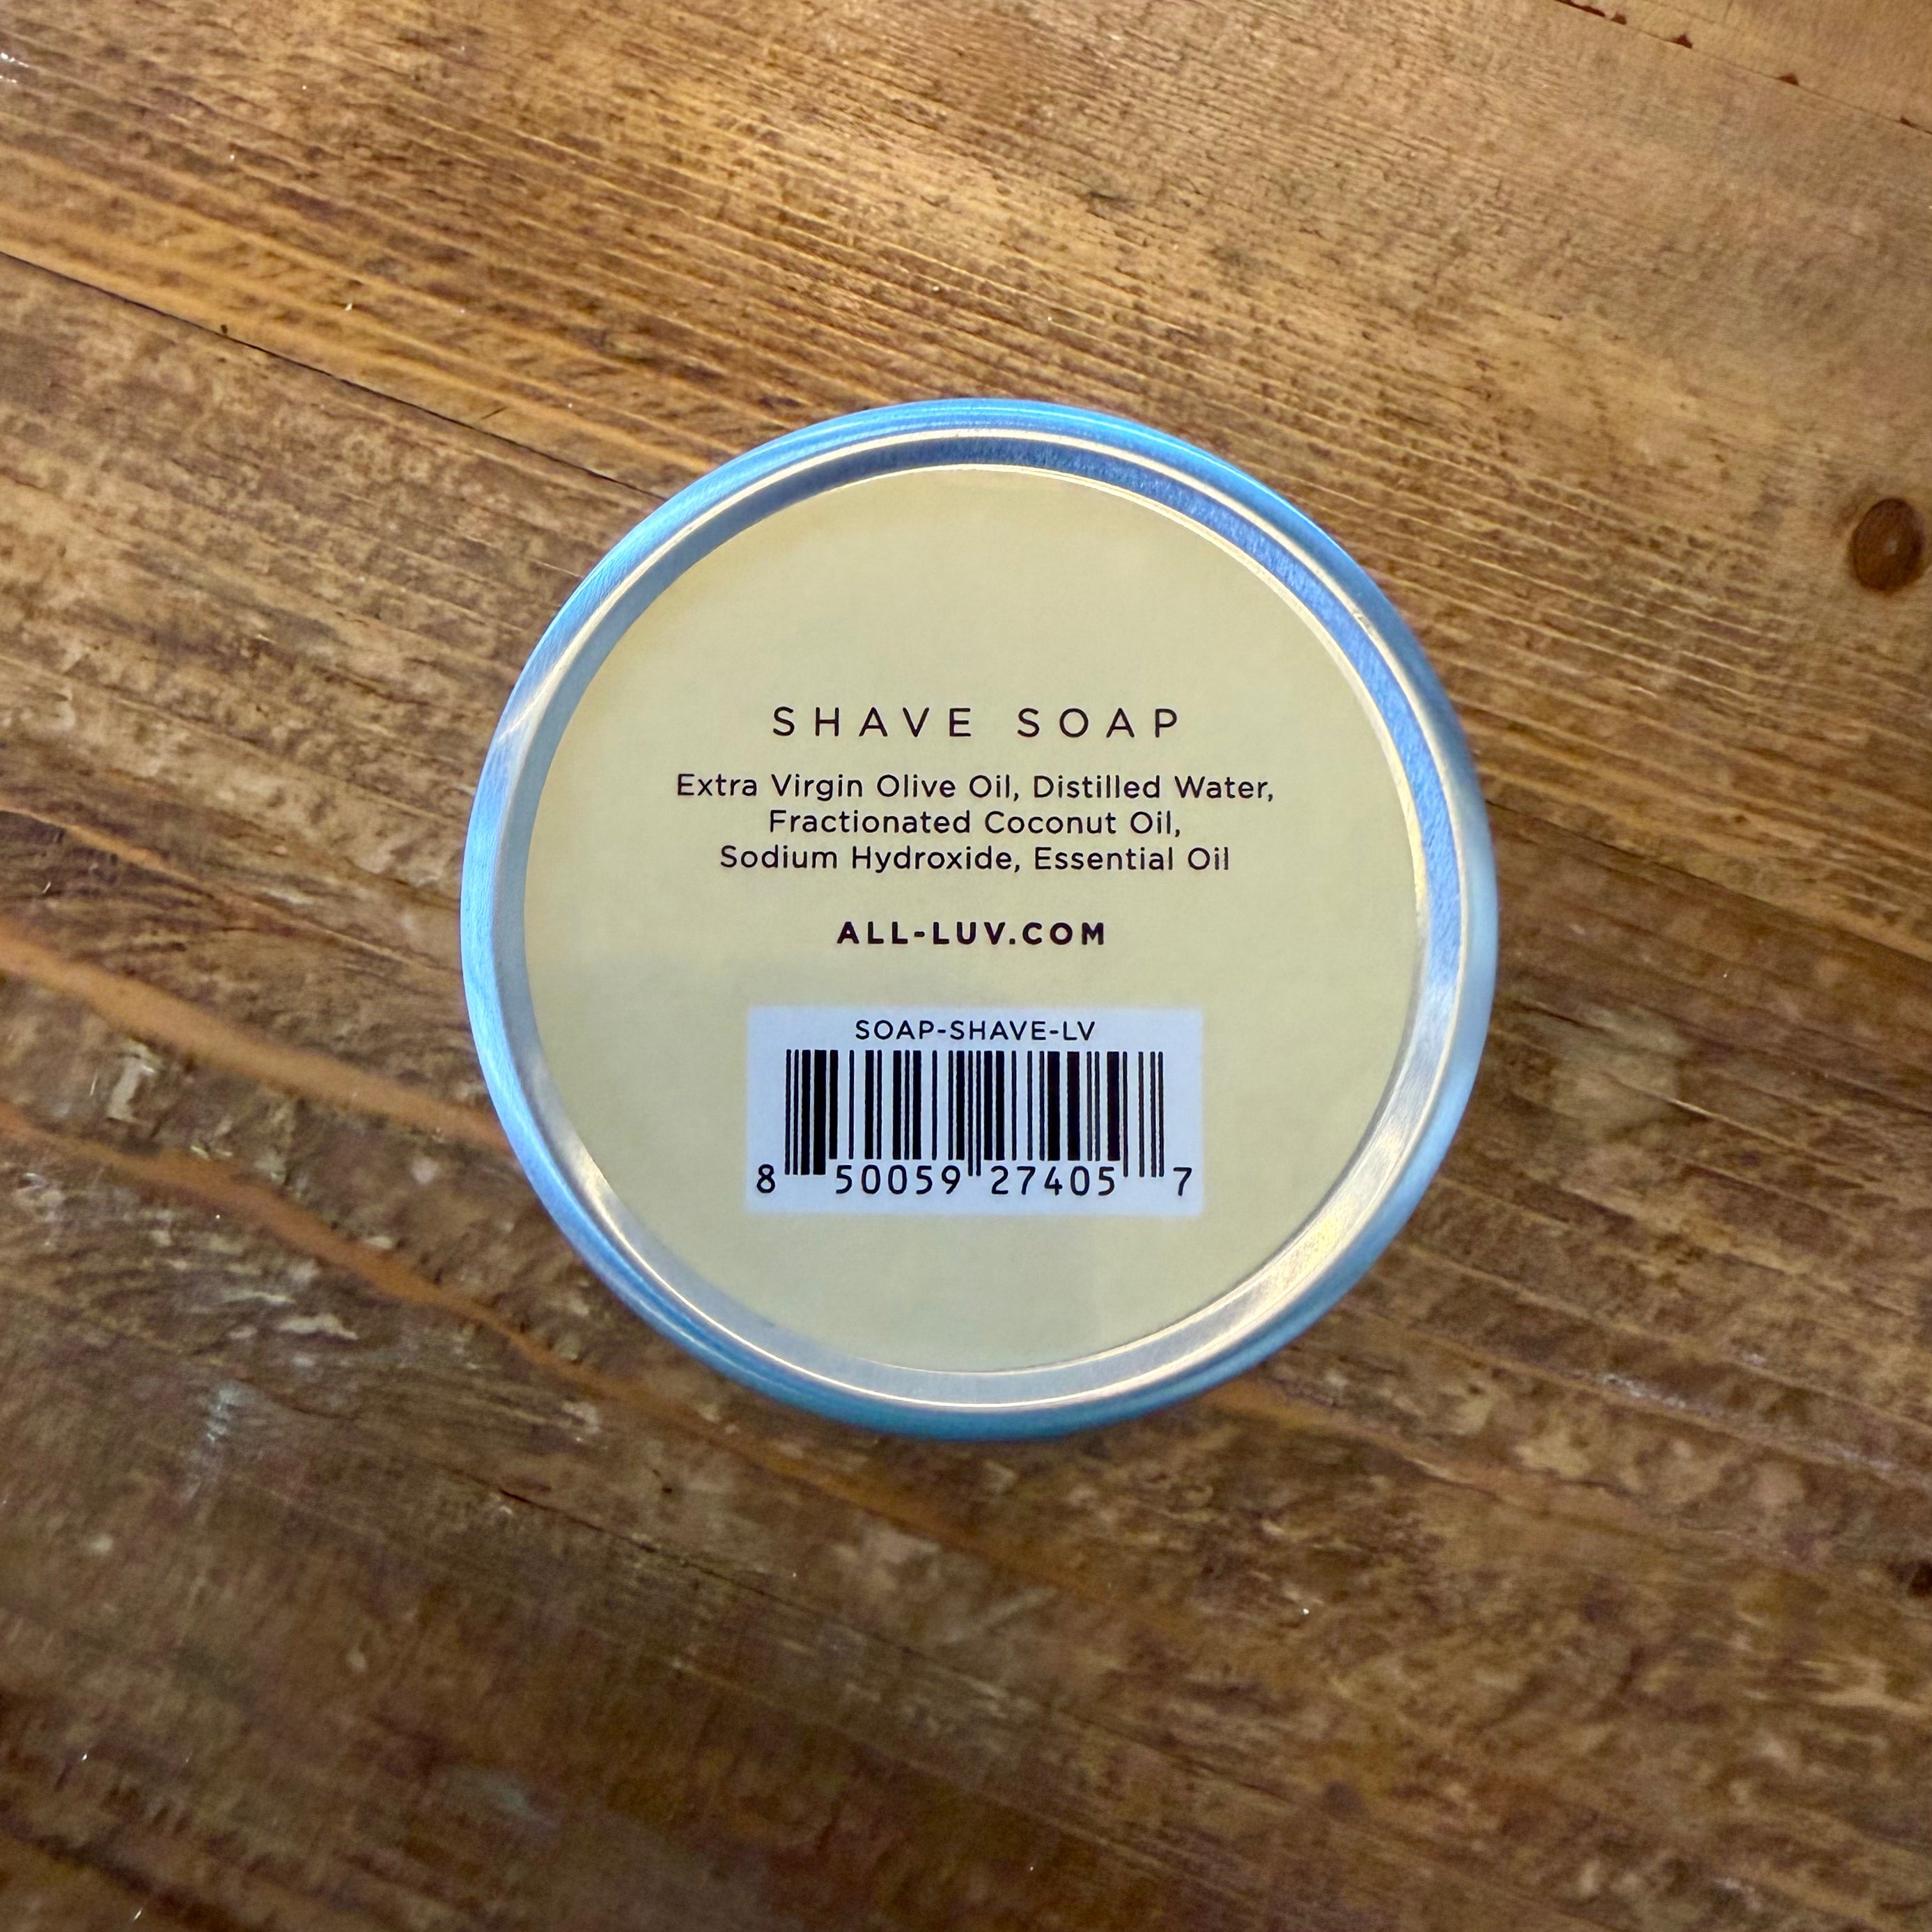 SHAVE SOAP
Extra Virgin Olive Oil, Distilled Water,
Fractionated Coconut Oil,
Sodium Hydroxide, Essential Oil
ALL-LUV.COM
SOAP-SHAVE-LV
8 50059 27405 7